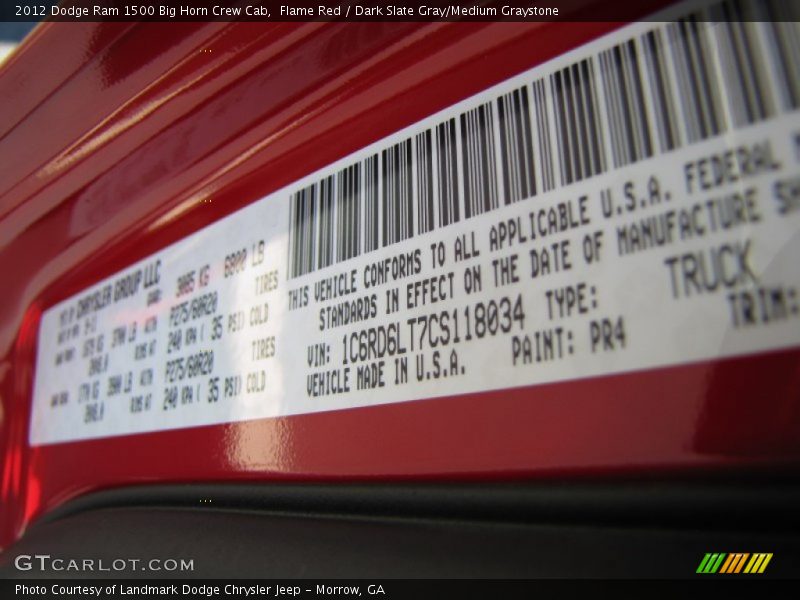 2012 Dodge Ram 1500 Big Horn Crew Cab, Flame Red / Dark Slate Gray/Medium Graystone
CHRYSLER GROUP LLC
3085 KG 6800 LB
TIRES
P275/60R20
240 KPA ( 35 PSI) COLD
TIRES
P275/60R20
240 KPA ( 35 PSI) COLD
THIS VEHICLE CONFORMS TO ALL APPLICABLE U.S.A. FEDERAL
STANDARDS IN EFFECT ON THE DATE OF MANUFACTURE SH
VIN: 1C6RD6LT7CS118034 TYPE: TRUCK
VEHICLE MADE IN U.S.A. PAINT: PR4 TRIM:
GTCARLOT.COM
Photo Courtesy of Landmark Dodge Chrysler Jeep - Morrow, GA